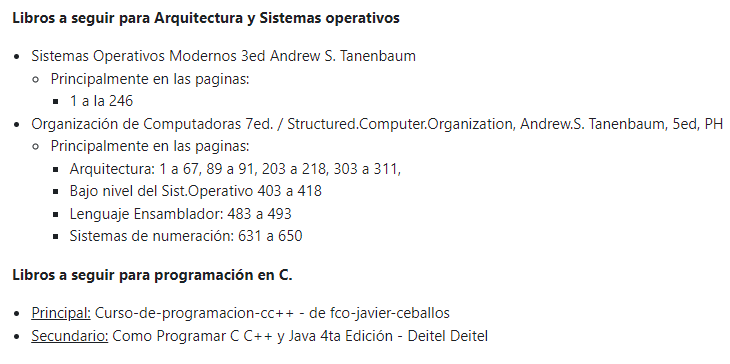 Libros a seguir para Arquitectura y Sistemas operativos
Sistemas Operativos Modernos 3ed Andrew S. Tanenbaum
Principalmente en las paginas:
1 a la 246
Organización de Computadoras 7ed. / Structured.Computer.Organization, Andrew.S. Tanenbaum, 5ed, PH
Principalmente en las paginas:
Arquitectura: 1 a 67, 89 a 91, 203 a 218, 303 a 311,
Bajo nivel del Sist.Operativo 403 a 418
Lenguaje Ensamblador: 483 a 493
Sistemas de numeración: 631 a 650
Libros a seguir para programación en C.
Principal: Curso-de-programacion-cc++ - de fco-javier-ceballos
Secundario: Como Programar C C++ y Java 4ta Edición - Deitel Deitel